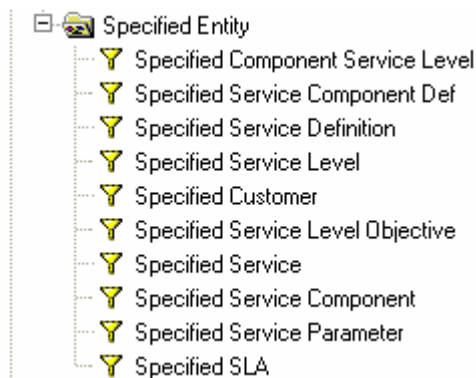 Specified Entity
Specified Component Service Level
Specified Service Component Def
Specified Service Definition
Specified Service Level
Specified Customer
Specified Service Level Objective
Specified Service
Specified Service Component
Specified Service Parameter
Specified SLA